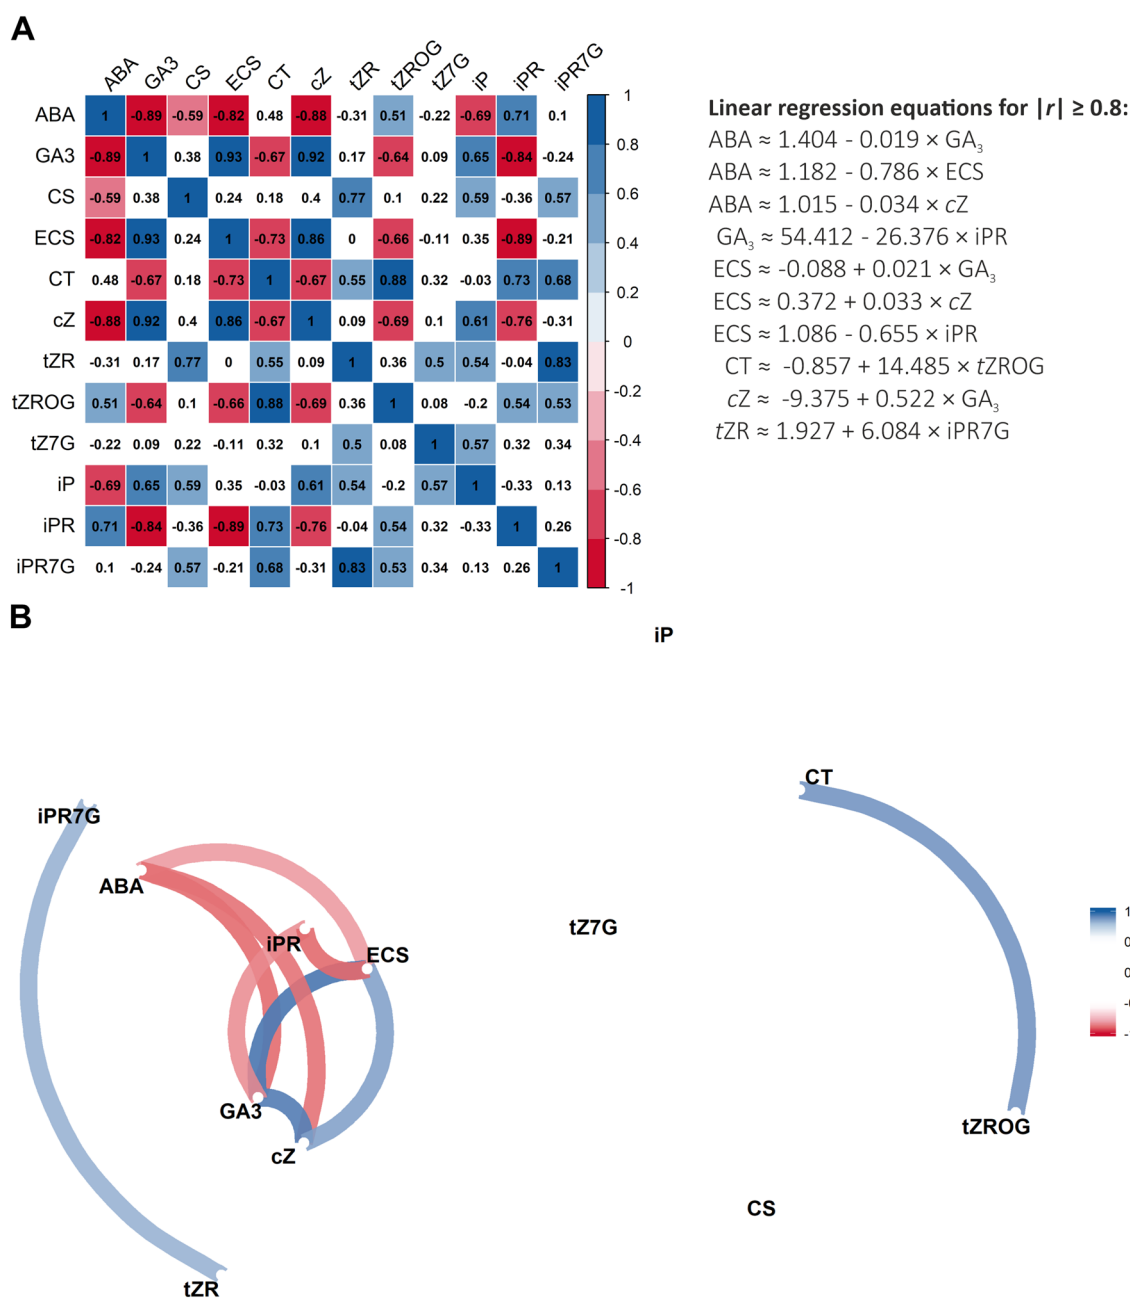 A
ABA GA3 CS ECS CT cZ tZR tZROG tZ7G iP iPR iPR7G
ABA 1 -0.89 -0.59 -0.82 0.48 -0.88 -0.31 0.51 -0.22 -0.69 0.71 0.1
GA3 -0.89 1 0.38 0.93 -0.67 0.92 0.17 -0.64 0.09 0.65 -0.84 -0.24
CS -0.59 0.38 1 0.24 0.18 0.4 0.77 0.1 0.22 0.59 -0.36 0.57
ECS -0.82 0.93 0.24 1 -0.73 0.86 0 -0.66 -0.11 0.35 -0.89 -0.21
CT 0.48 -0.67 0.18 -0.73 1 -0.67 0.55 0.88 0.32 -0.03 0.73 0.68
cZ -0.88 0.92 0.4 0.86 -0.67 1 0.09 -0.69 0.1 0.61 -0.76 -0.31
tZR -0.31 0.17 0.77 0 0.55 0.09 1 0.36 0.5 0.54 -0.04 0.83
tZROG 0.51 -0.64 0.1 -0.66 0.88 -0.69 0.36 1 0.08 -0.2 0.54 0.53
tZ7G -0.22 0.09 0.22 -0.11 0.32 0.1 0.5 0.08 1 0.57 0.32 0.34
iP -0.69 0.65 0.59 0.35 -0.03 0.61 0.54 -0.2 0.57 1 -0.33 0.13
iPR 0.71 -0.84 -0.36 -0.89 0.73 -0.76 -0.04 0.54 0.32 -0.33 1 0.26
iPR7G 0.1 -0.24 0.57 -0.21 0.68 -0.31 0.83 0.53 0.34 0.13 0.26 1
1
0.8
0.6
0.4
0.2
0
-0.2
-0.4
-0.6
-0.8
-1
Linear regression equations for |r| ≥ 0.8:
ABA ≈ 1.404 - 0.019 × GA₃
ABA ≈ 1.182 - 0.786 × ECS
ABA ≈ 1.015 - 0.034 × cZ
GA₃ ≈ 54.412 - 26.376 × iPR
ECS ≈ -0.088 + 0.021 × GA₃
ECS ≈ 0.372 + 0.033 × cZ
ECS ≈ 1.086 - 0.655 × iPR
CT ≈ -0.857 + 14.485 × tZROG
cZ ≈ -9.375 + 0.522 × GA₃
tZR ≈ 1.927 + 6.084 × iPR7G
B
iP
CT
iPR7G
ABA
iPR
ECS
tZ7G
GA3
cZ
tZROG
CS
tZR
1
0
0
-0
-